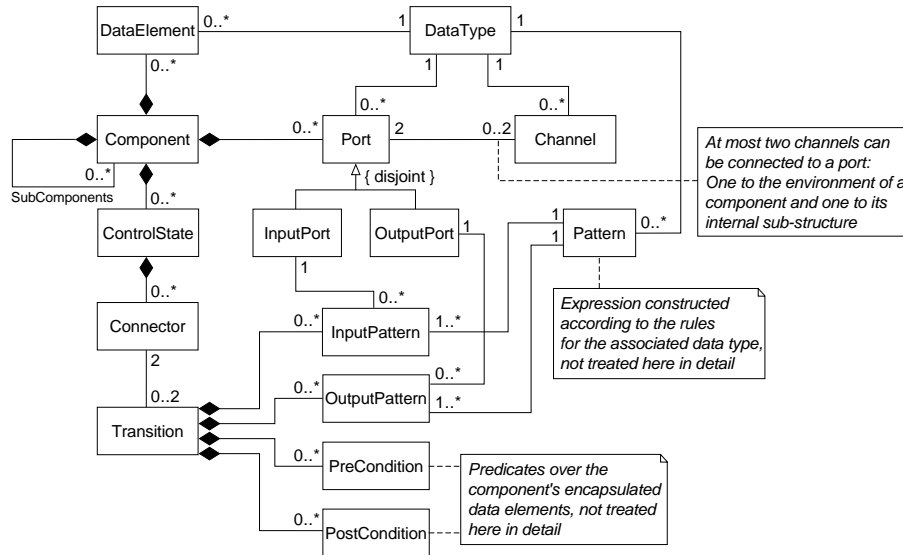 DataElement 0..* 1 DataType 1
0..* 1 1
0..* 0..*
Component 0..* Port 2 0..2 Channel
0..*
SubComponents
At most two channels can
be connected to a port:
One to the environment of a
component and one to its
internal sub-structure
{ disjoint }
0..*
ControlState
InputPort OutputPort 1 1 Pattern 0..*
1 1
0..*
Connector
2
0..*
0..* InputPattern 1..*
Expression constructed
according to the rules
for the associated data type,
not treated here in detail
0..2
Transition
0..* OutputPattern 0..*
1..*
0..* PreCondition
0..* PostCondition
Predicates over the
component's encapsulated
data elements, not treated
here in detail